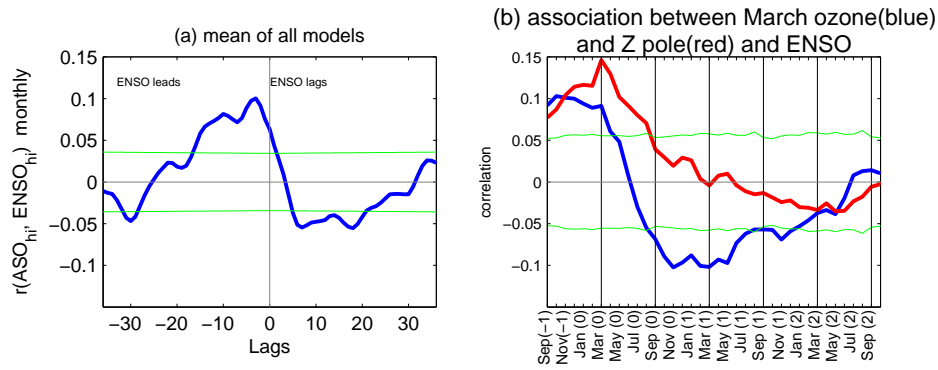 (a) mean of all models
ENSO leads
ENSO lags
r(ASO_hi, ENSO_hi) monthly
0.15
0.1
0.05
0
−0.05
−0.1
−30
−20
−10
0
10
20
30
Lags
(b) association between March ozone(blue)
and Z pole(red) and ENSO
correlation
0.15
0.1
0.05
0
−0.05
−0.1
Sep(−1)
Nov(−1)
Jan (0)
Mar (0)
May (0)
Jul (0)
Sep (0)
Nov (0)
Jan (1)
Mar (1)
May (1)
Jul (1)
Sep (1)
Nov (1)
Jan (2)
Mar (2)
May (2)
Jul (2)
Sep (2)